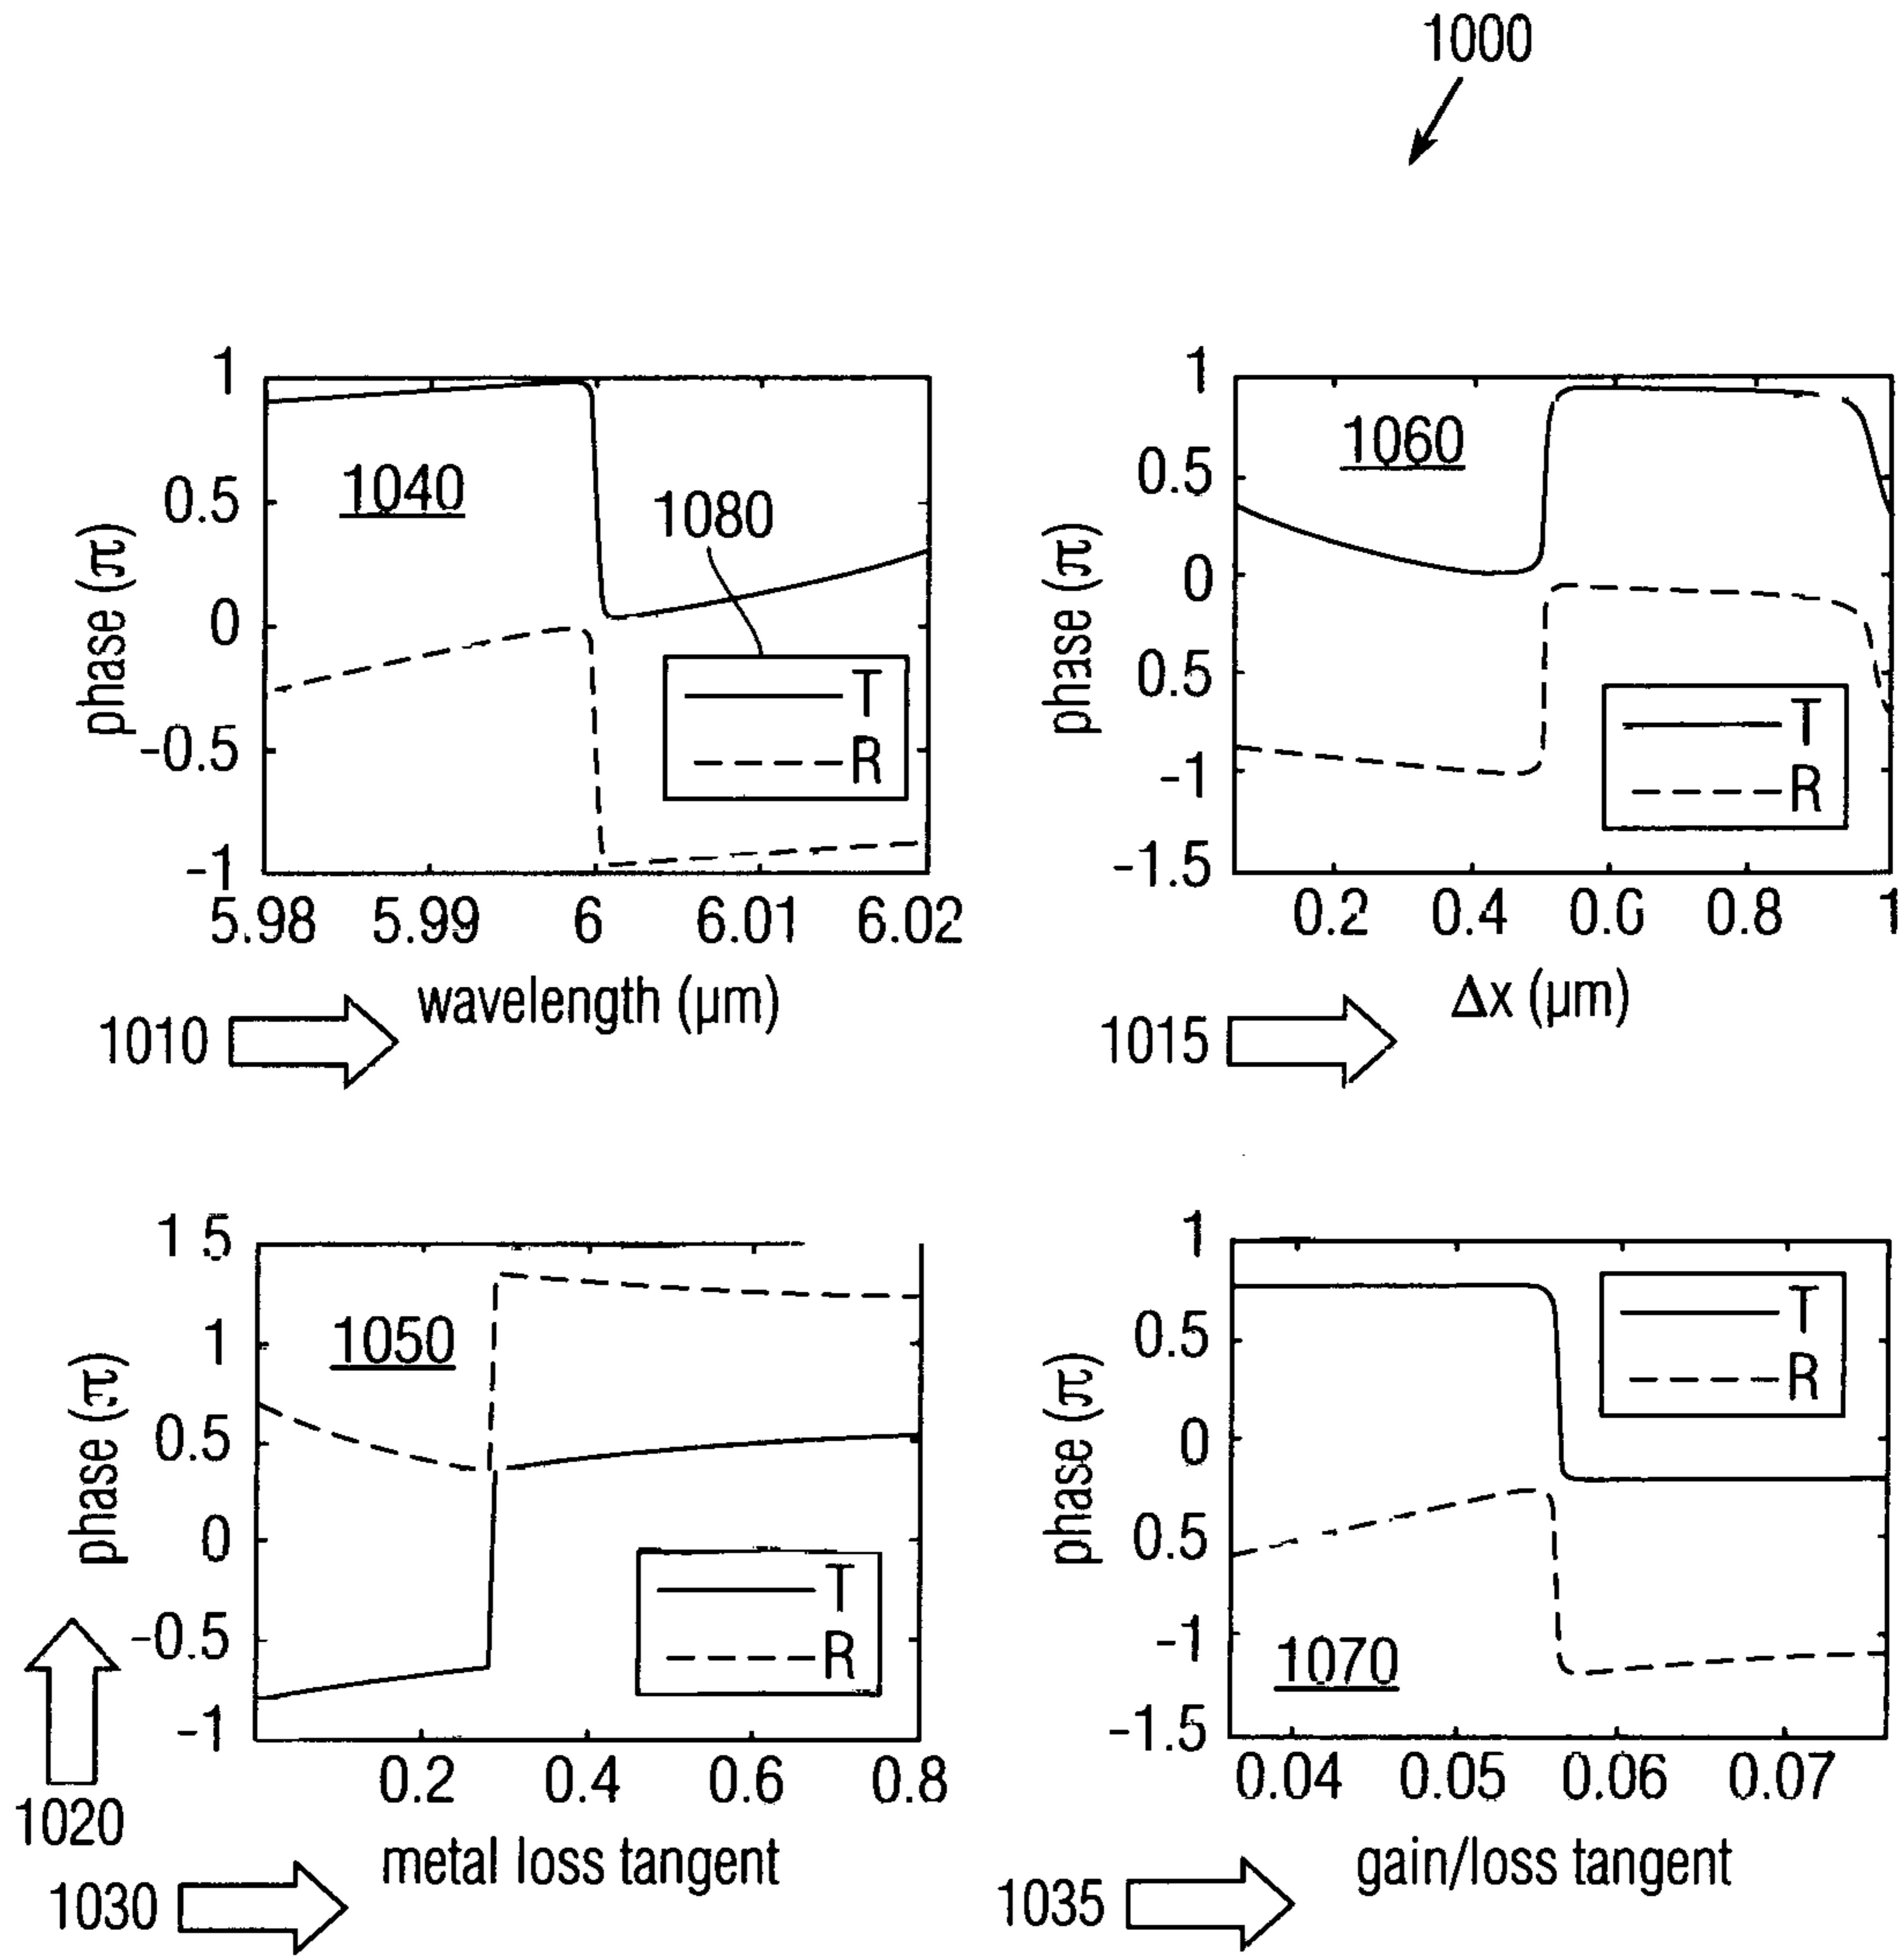 1000
1
0.5
0
-0.5
-1
phase (π)
1040
1080
T
R
5.98 5.99 6 6.01 6.02
wavelength (µm)
1010
1
0.5
0
0.5
-1
-1.5
phase (π)
1060
T
R
0.2 0.4 0.6 0.8 1
Δx (µm)
1015
1 5
1
0.5
0
-0.5
-1
phase (π)
1050
T
R
0.2 0.4 0.6 0.8
metal loss tangent
1020
1030
1
0.5
0
0.5
-1
-1.5
phase (π)
T
R
1070
0.04 0.05 0.06 0.07
gain/loss tangent
1035